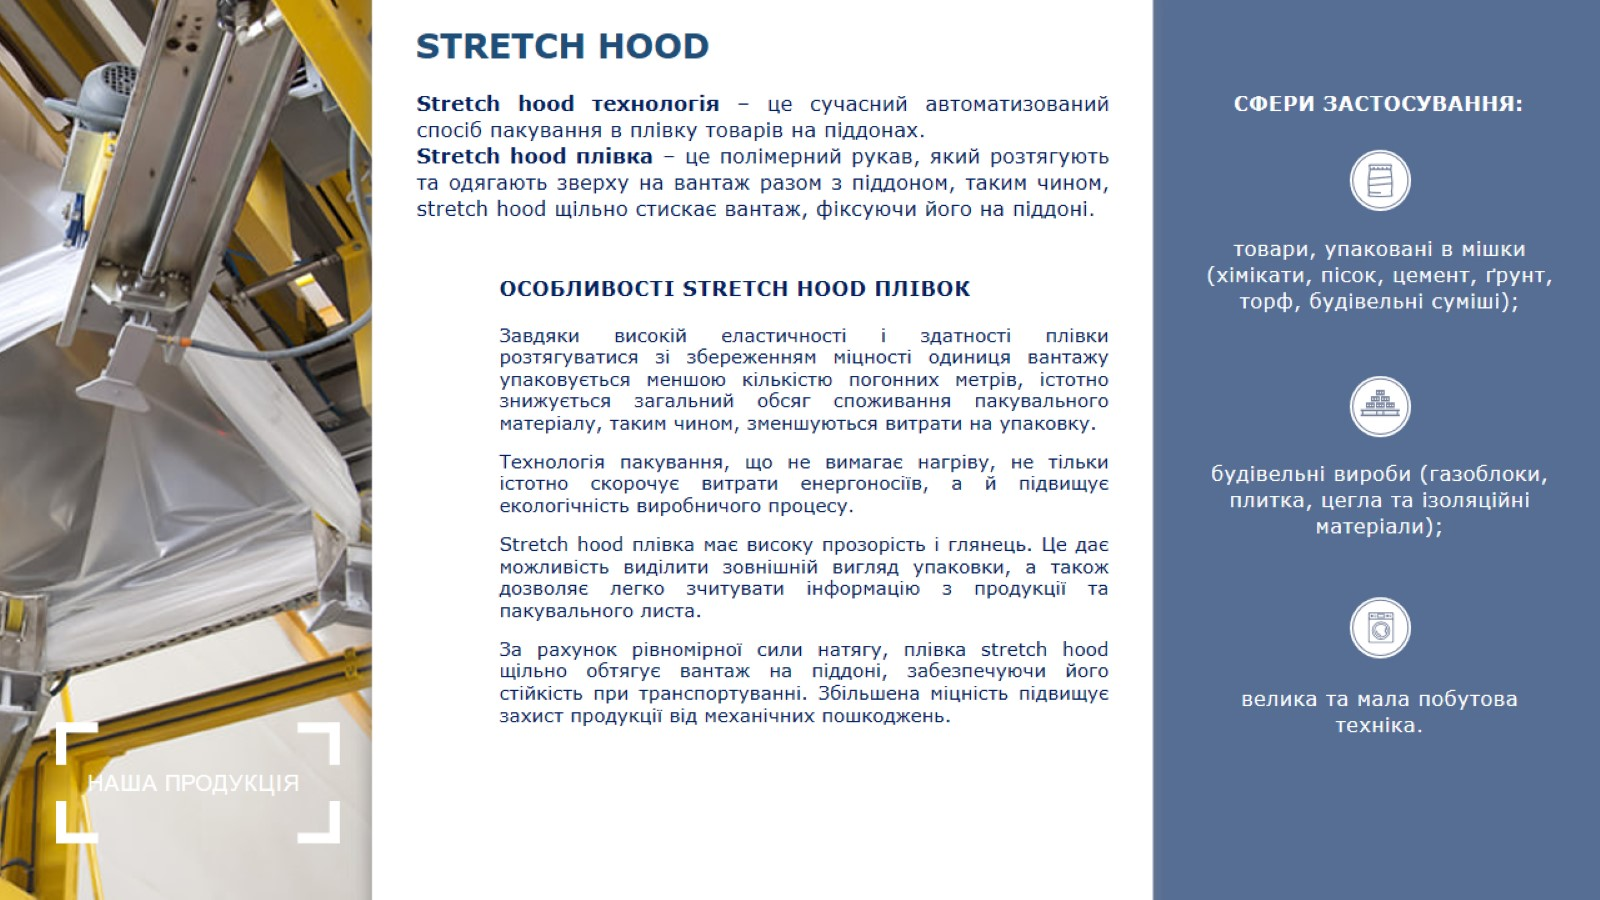 STRETCH HOOD
Stretch hood технологія – це сучасний автоматизований
спосіб пакування в плівку товарів на піддонах.
Stretch hood плівка – це полімерний рукав, який розтягують
та одягають зверху на вантаж разом з піддоном, таким чином,
stretch hood щільно стискає вантаж, фіксуючи його на піддоні.
ОСОБЛИВОСТІ STRETCH HOOD ПЛІВОК
Завдяки високій еластичності і здатності плівки
розтягуватися зі збереженням міцності одиниця вантажу
упаковується меншою кількістю погонних метрів, істотно
знижується загальний обсяг споживання пакувального
матеріалу, таким чином, зменшуються витрати на упаковку.
Технологія пакування, що не вимагає нагріву, не тільки
істотно скорочує витрати енергоносіїв, а й підвищує
екологічність виробничого процесу.
Stretch hood плівка має високу прозорість і глянець. Це дає
можливість виділити зовнішній вигляд упаковки, а також
дозволяє легко зчитувати інформацію з продукції та
пакувального листа.
За рахунок рівномірної сили натягу, плівка stretch hood
щільно обтягує вантаж на піддоні, забезпечуючи його
стійкість при транспортуванні. Збільшена міцність підвищує
захист продукції від механічних пошкоджень.
СФЕРИ ЗАСТОСУВАННЯ:
товари, упаковані в мішки
(хімікати, пісок, цемент, ґрунт,
торф, будівельні суміші);
будівельні вироби (газоблоки,
плитка, цегла та ізоляційні
матеріали);
велика та мала побутова
техніка.
НАША ПРОДУКЦІЯ